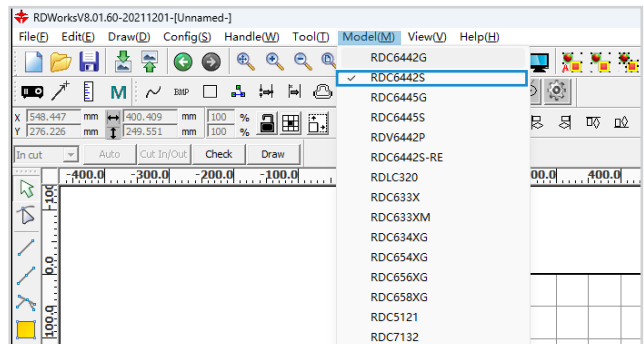 RDWorksV8.01.60-20211201-[Unnamed-]
File(F) Edit(E) Draw(D) Config(S) Handle(W) Tool(T) Model(M) View(V) Help(H)
RDC6442G
RDC6442S
RDC6445G
RDC6445S
RDV6442P
RDC6442S-RE
RDLC320
RDC633X
RDC633XM
RDC634XG
RDC654XG
RDC656XG
RDC658XG
RDC5121
RDC7132
M BMP
X 548.447 mm 400.409 mm 100 %
Y 276.226 mm 249.551 mm 100 %
In cut Auto Cut In/Out Check Draw
-400.0 -300.0 -200.0 -100.0 00.0 400.0
0.0
100.0